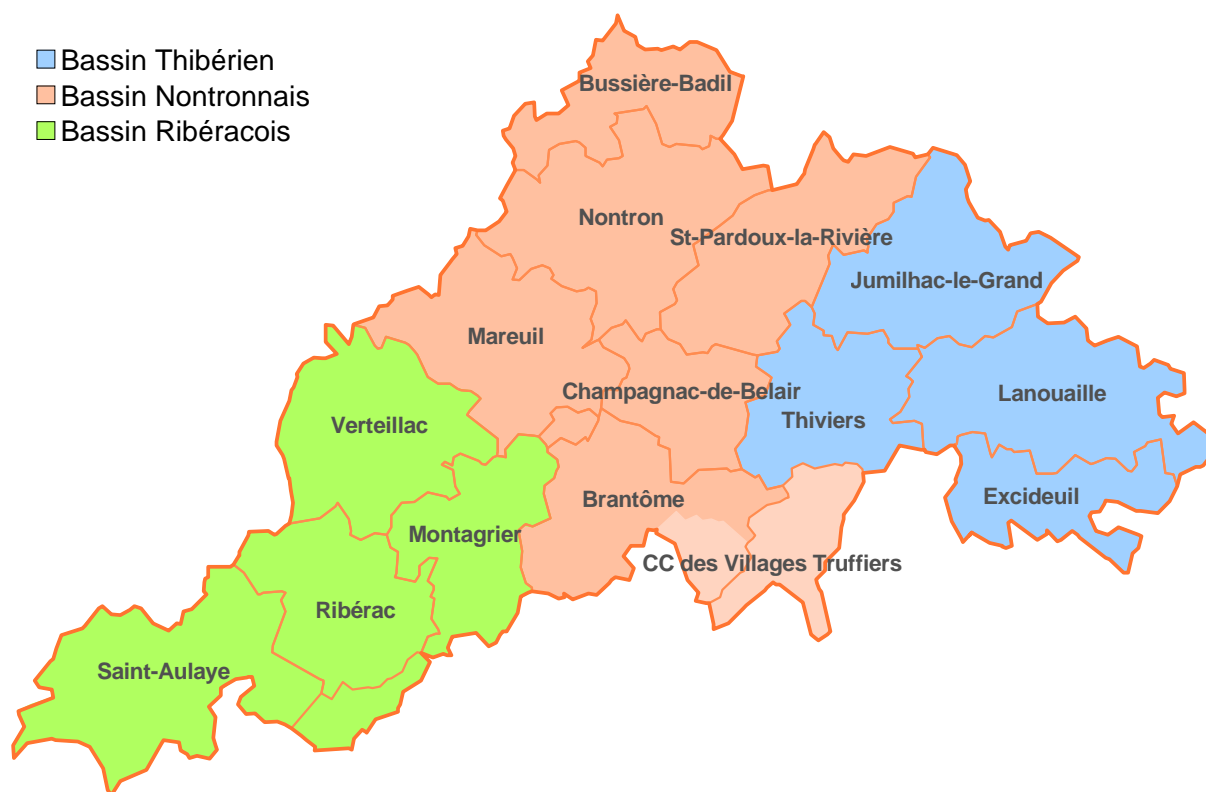 Bassin Thibérien
Bassin Nontronnais
Bassin Ribéracois
Bussière-Badil
Nontron
St-Pardoux-la-Rivière
Jumilhac-le-Grand
Mareuil
Champagnac-de-Belair
Lanouaille
Thiviers
Verteillac
Excideuil
Brantôme
Montagrier
CC des Villages Truffiers
Ribérac
Saint-Aulaye